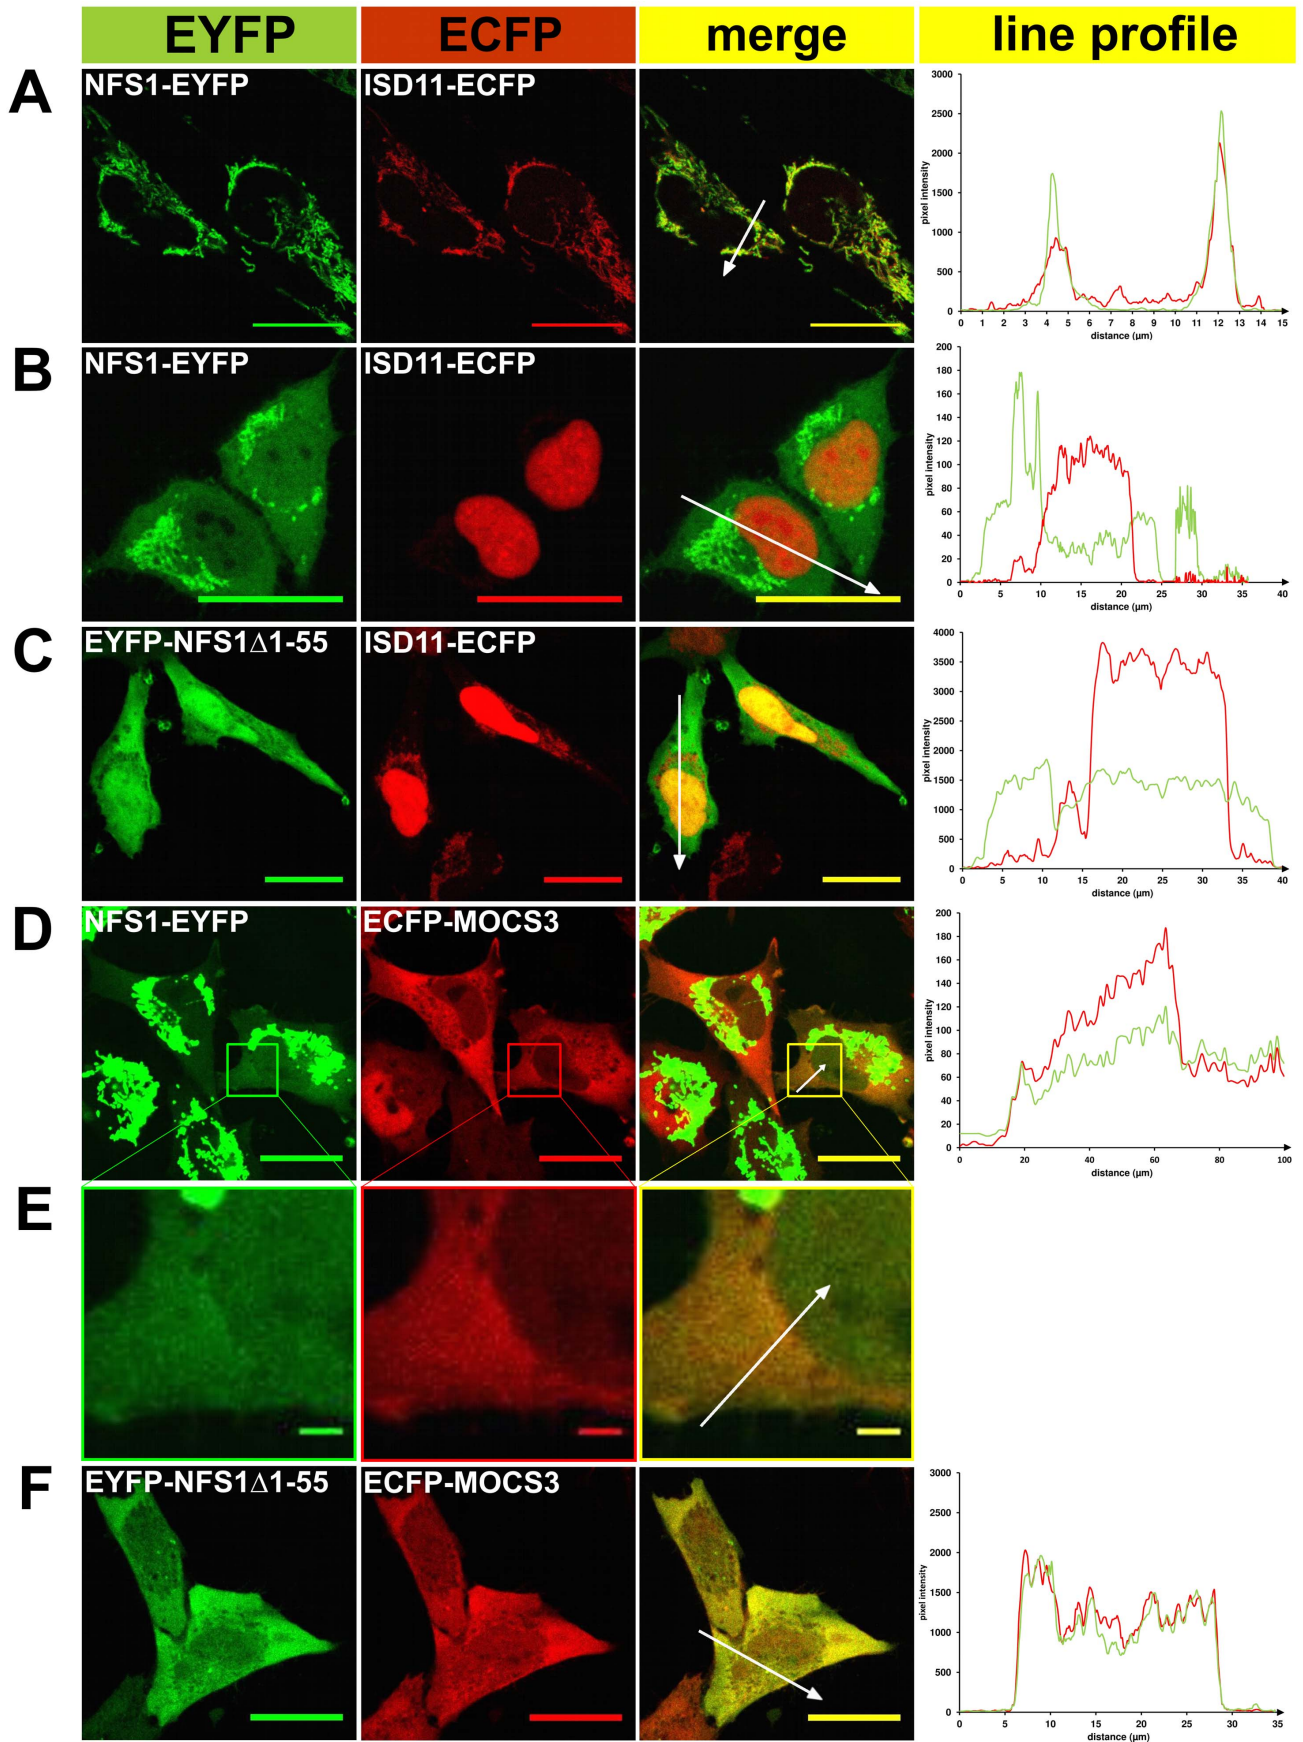 EYFP ECFP merge line profile
A NFS1-EYFP ISD11-ECFP
pixel intensity
3000
2500
2000
1500
1000
500
0
0 1 2 3 4 5 6 7 8 9 10 11 12 13 14 15
distance (µm)
B NFS1-EYFP ISD11-ECFP
pixel intensity
200
180
160
140
120
100
80
60
40
20
0
0 5 10 15 20 25 30 35 40
distance (µm)
C EYFP-NFS1Δ1-55 ISD11-ECFP
pixel intensity
4000
3500
3000
2500
2000
1500
1000
500
0
0 5 10 15 20 25 30 35 40
distance (µm)
D NFS1-EYFP ECFP-MOCS3
pixel intensity
200
180
160
140
120
100
80
60
40
20
0
0 20 40 60 80 100
distance (µm)
E
F EYFP-NFS1Δ1-55 ECFP-MOCS3
pixel intensity
3000
2500
2000
1500
1000
500
0
0 5 10 15 20 25 30 35
distance (µm)